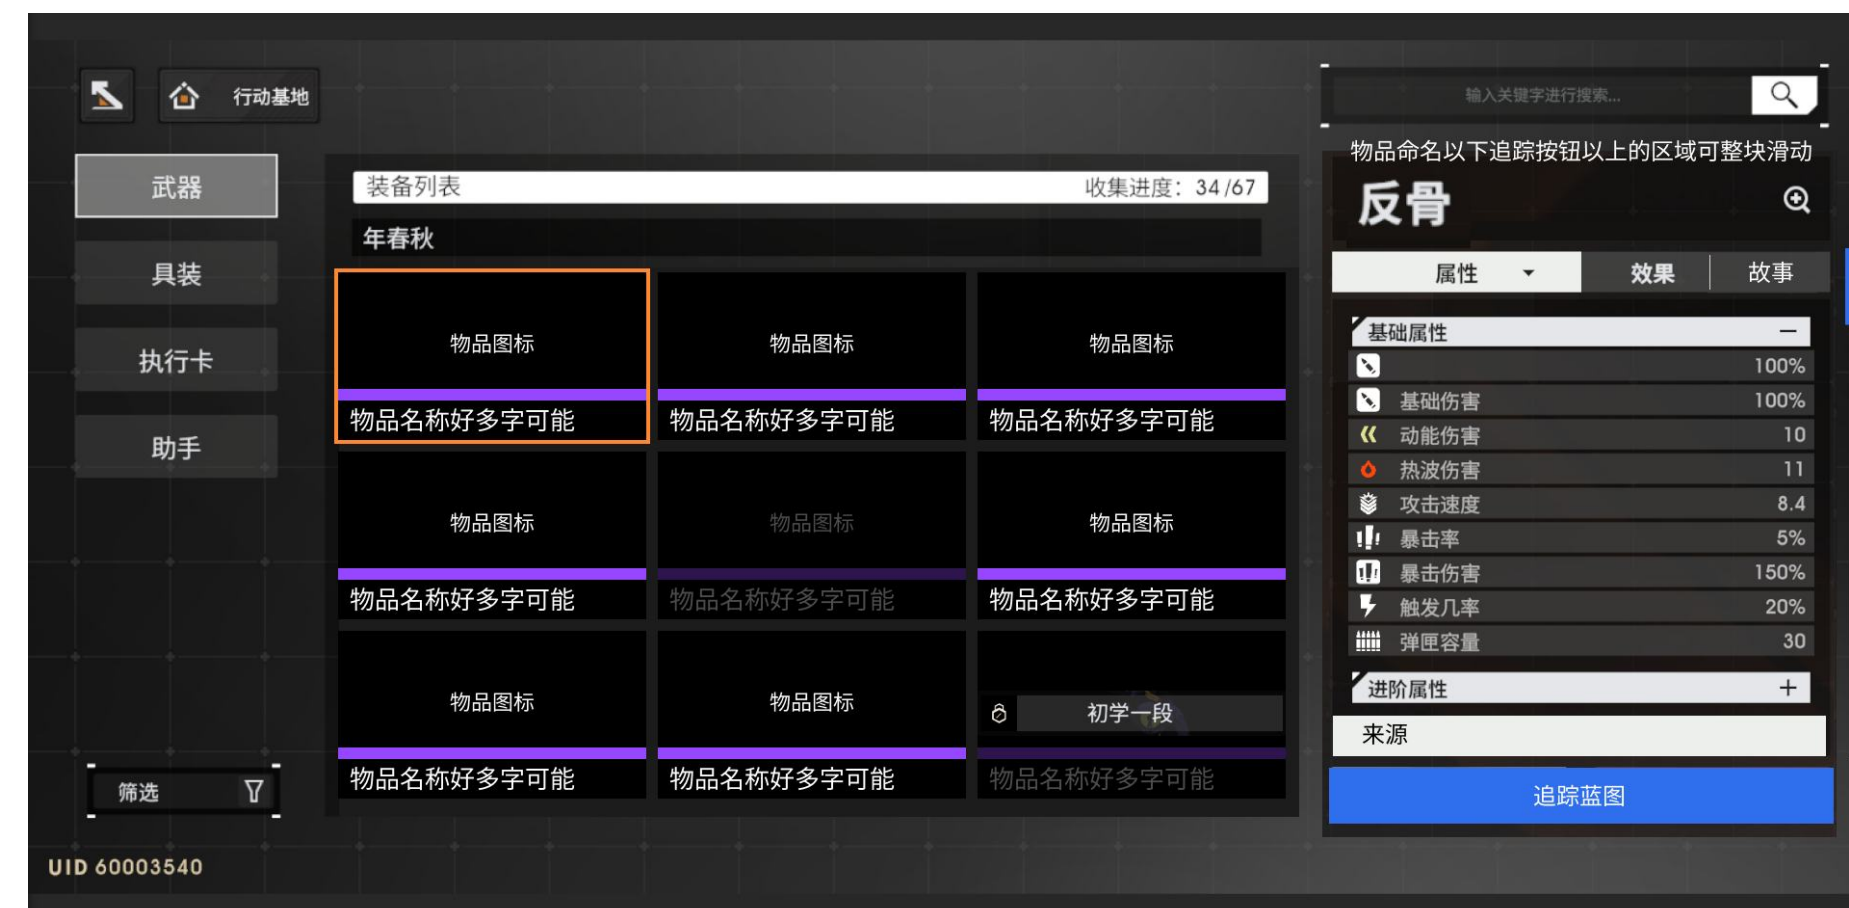 行动基地
输入关键字进行搜索...
物品命名以下追踪按钮以上的区域可整块滑动
武器
具装
执行卡
助手
筛选
装备列表 收集进度：34/67
年春秋
物品图标 物品图标 物品图标
物品名称好多字可能 物品名称好多字可能 物品名称好多字可能
物品图标 物品图标 物品图标
物品名称好多字可能 物品名称好多字可能 物品名称好多字可能
物品图标 物品图标 初学一段
物品名称好多字可能 物品名称好多字可能 物品名称好多字可能
反骨
属性 效果 故事
基础属性
100%
基础伤害 100%
动能伤害 10
热波伤害 11
攻击速度 8.4
暴击率 5%
暴击伤害 150%
触发几率 20%
弹匣容量 30
进阶属性
来源
追踪蓝图
UID 60003540